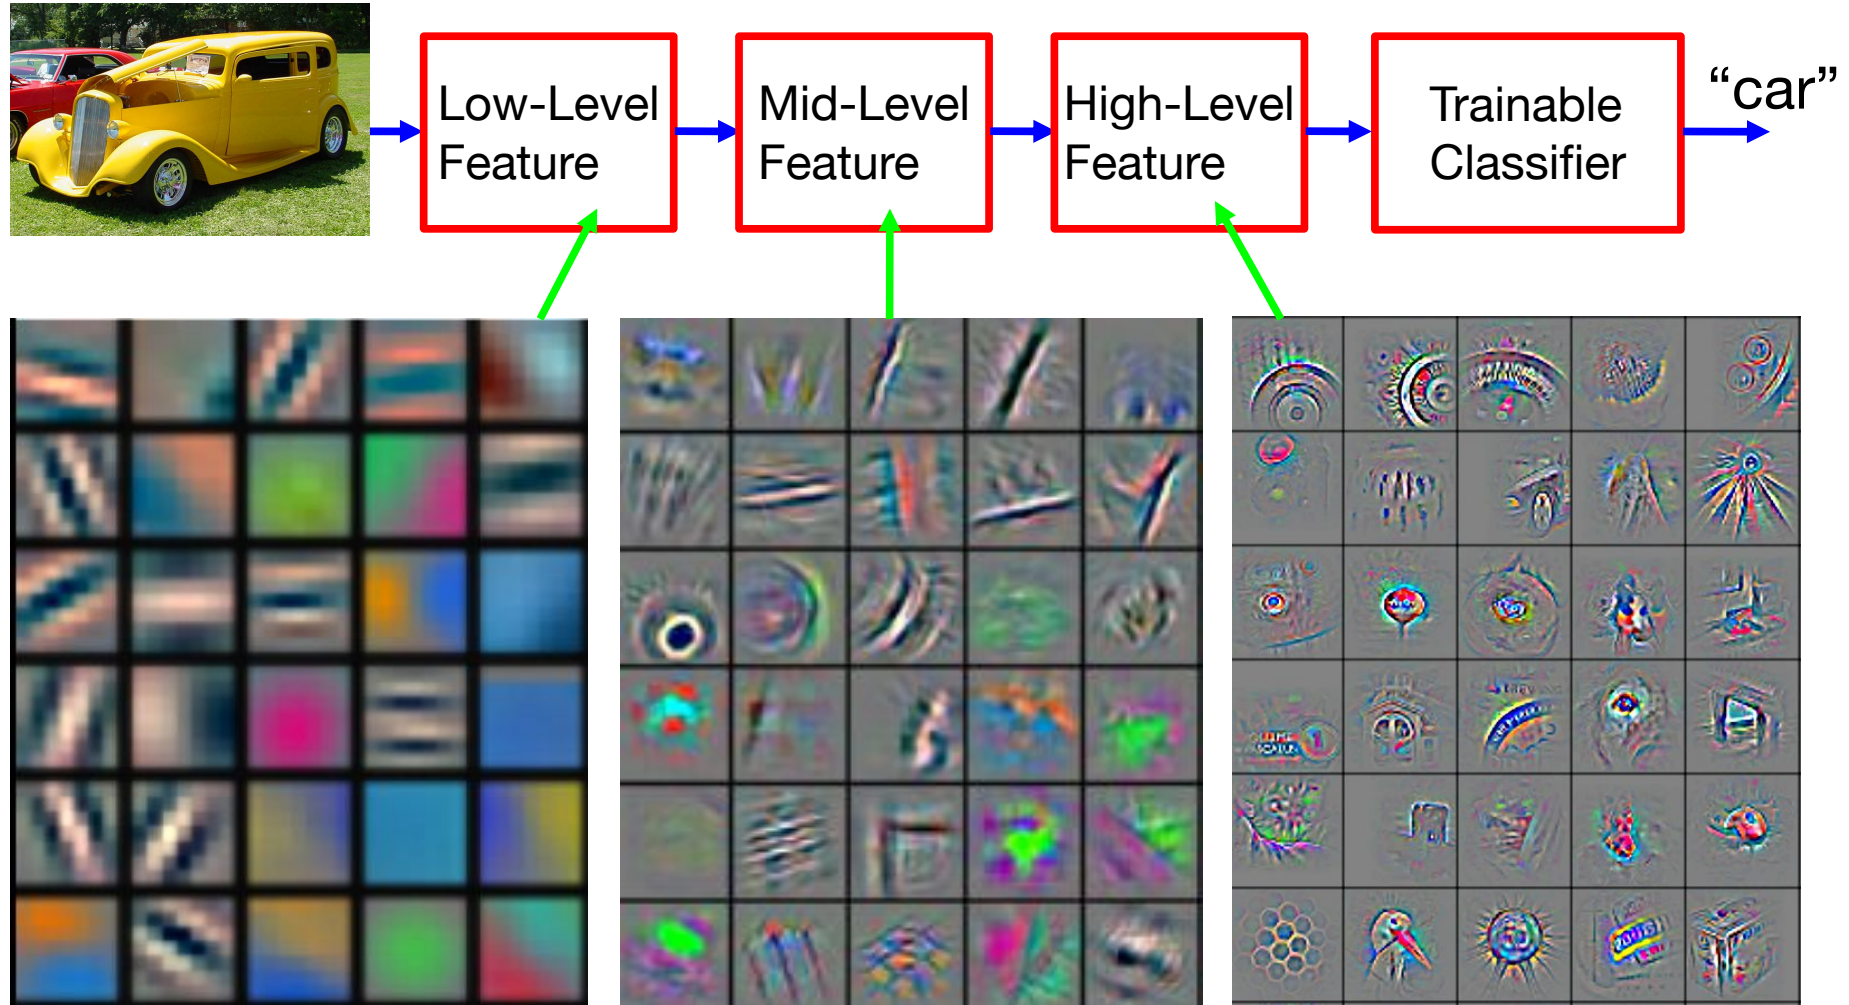 Low-Level
Feature
Mid-Level
Feature
High-Level
Feature
Trainable
Classifier
“car”